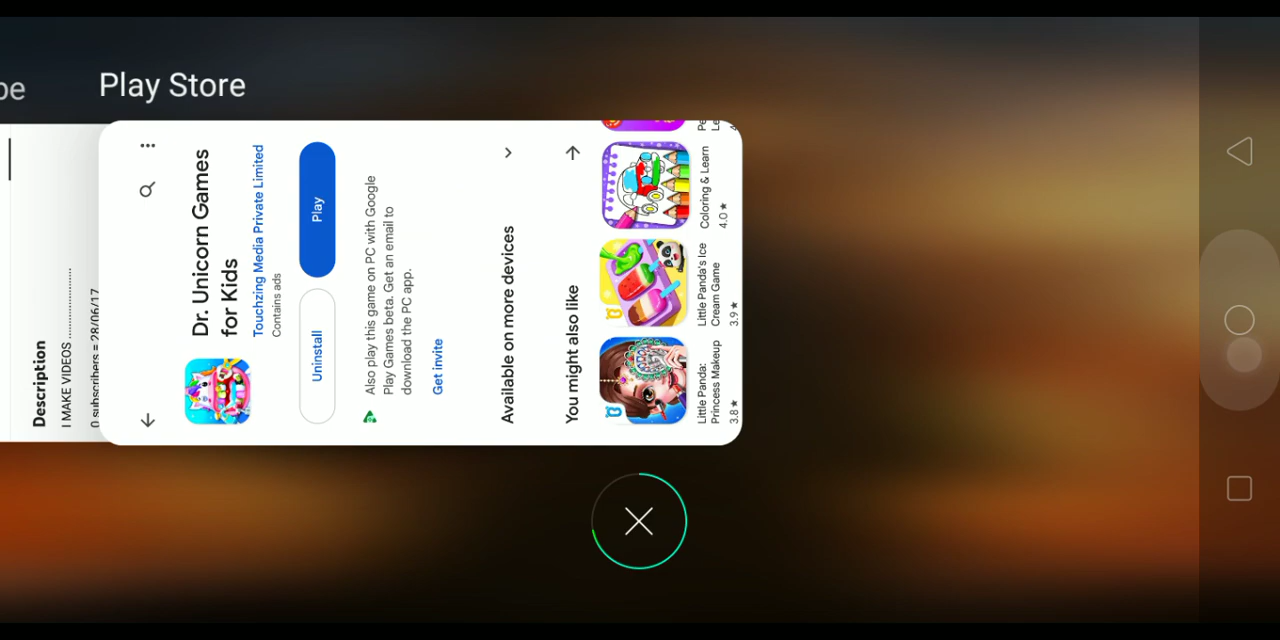 be
Play Store
Description
I MAKE VIDEOS ........................
0 subscribers = 28/06/17
Dr. Unicorn Games
for Kids
Touchzing Media Private Limited
Contains ads
Uninstall
Play
Also play this game on PC with Google
Play Games beta. Get an email to
download the PC app.
Get invite
Available on more devices
You might also like
Little Panda:
Princess Makeup
3.8★
Little Panda's Ice
Cream Game
3.9★
Coloring & Learn
4.0★
Pe
Le